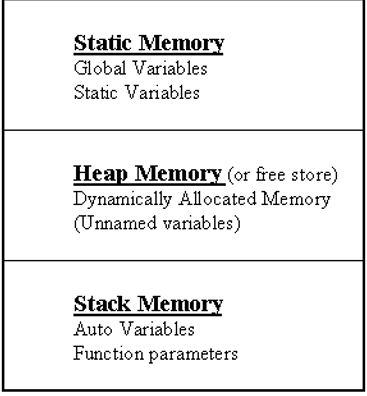 Static Memory
Global Variables
Static Variables
Heap Memory (or free store)
Dynamically Allocated Memory
(Unnamed variables)
Stack Memory
Auto Variables
Function parameters